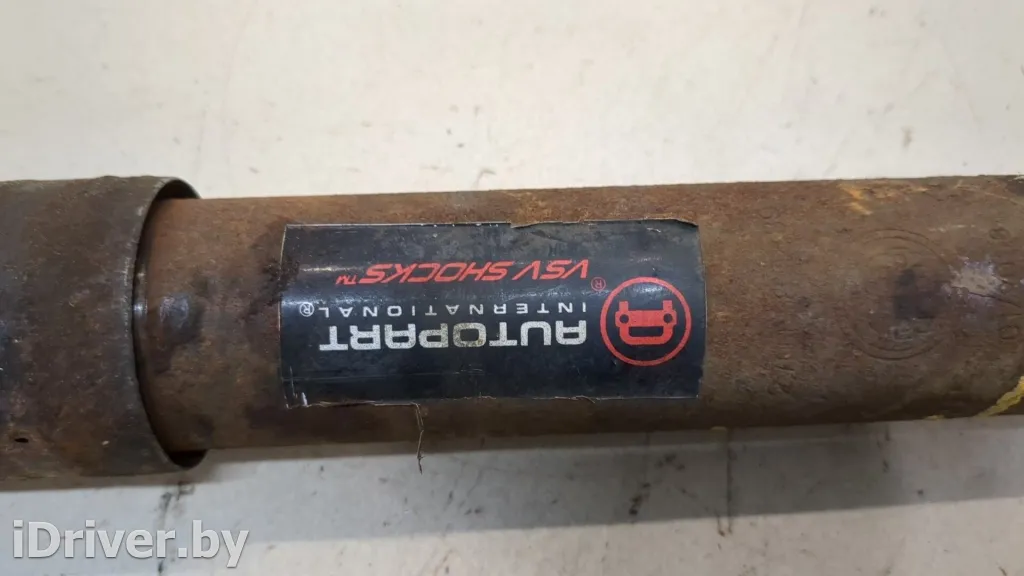 AUTOPART
INTERNATIONAL®
VSV SHOCKS™
®
iDriver.by